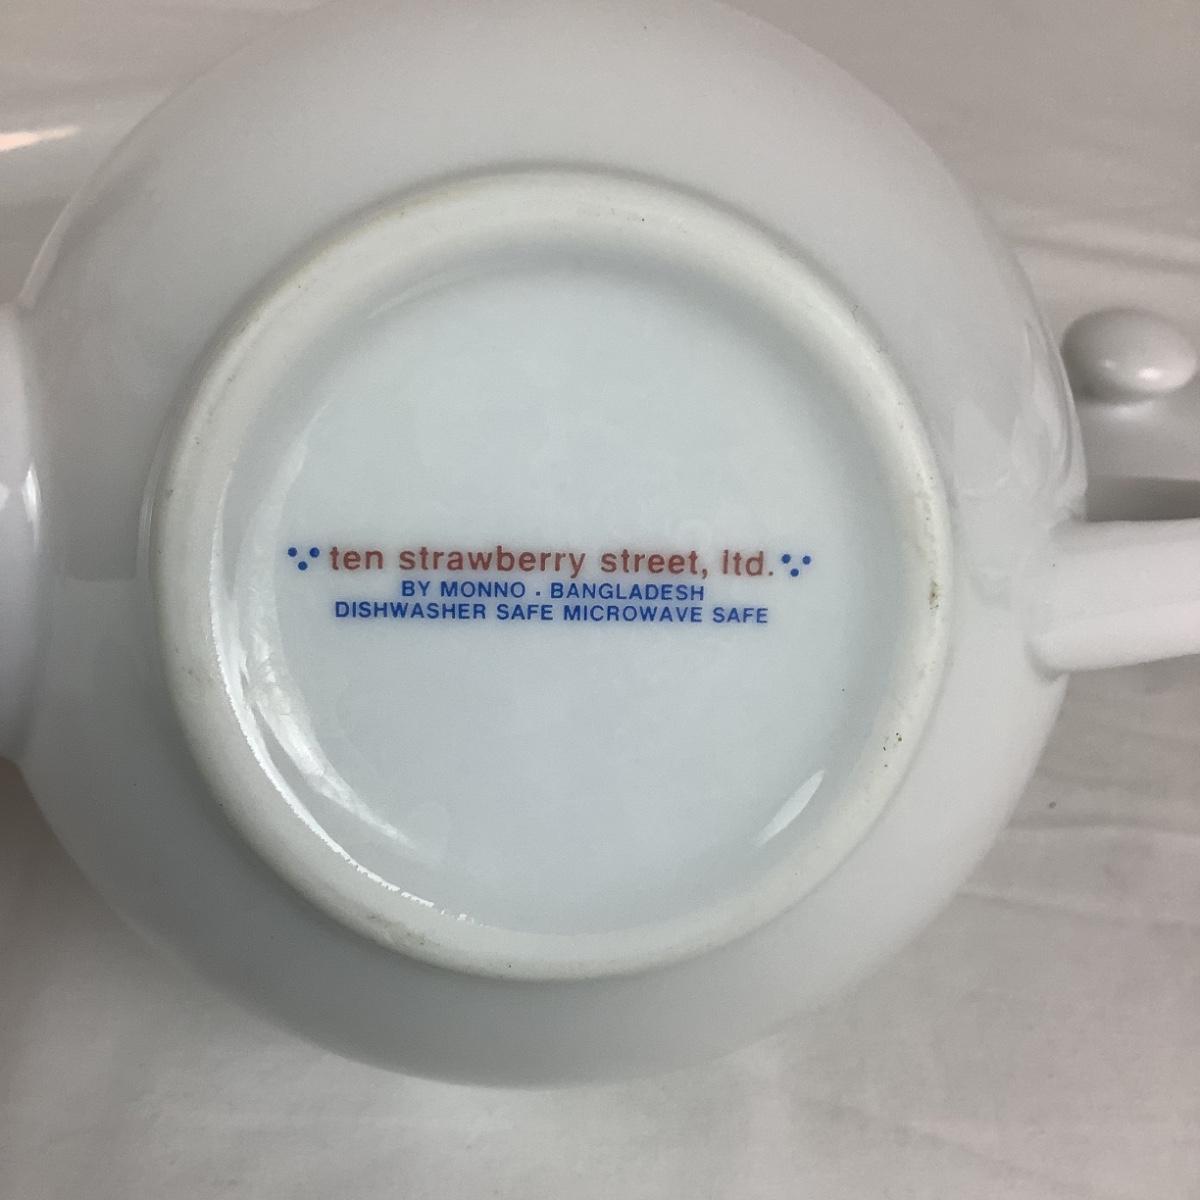 ten strawberry street, ltd.
BY MONNO · BANGLADESH
DISHWASHER SAFE MICROWAVE SAFE